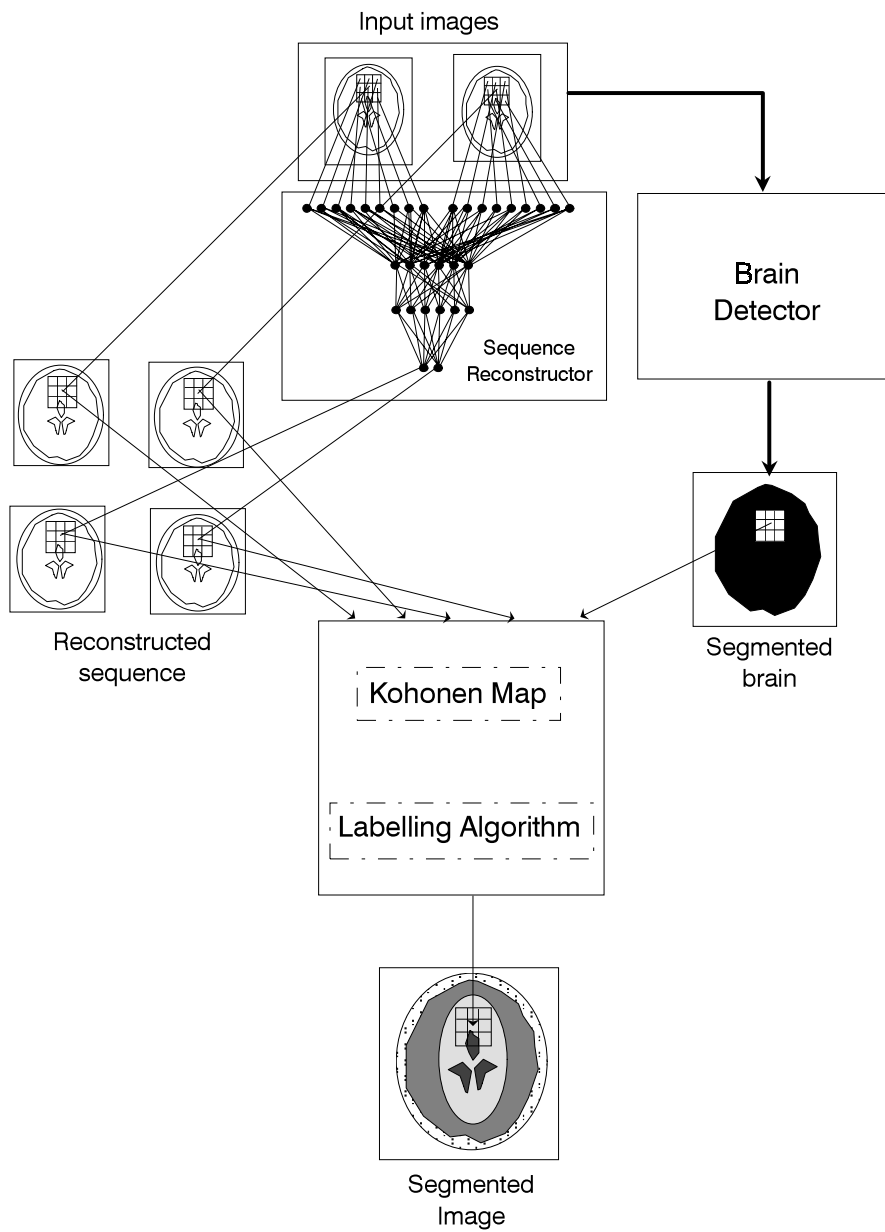 Input images
Brain
Detector
Sequence
Reconstructor
Reconstructed
sequence
Segmented
brain
Kohonen Map
Labelling Algorithm
Segmented
Image